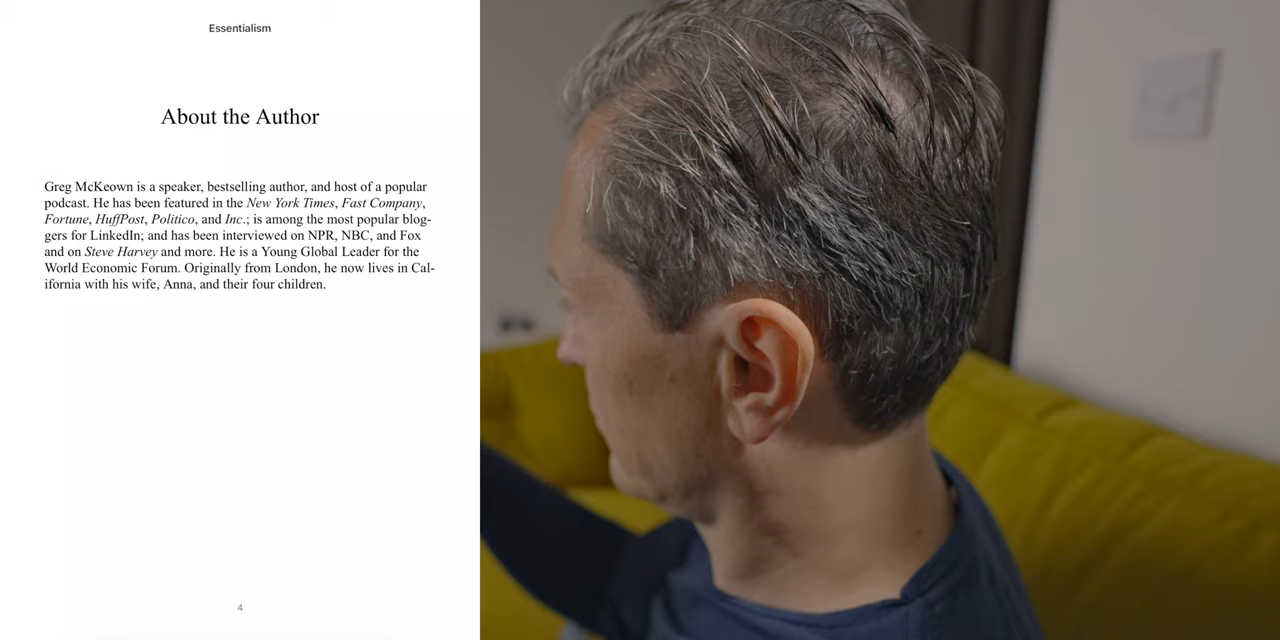 Essentialism
About the Author
Greg McKeown is a speaker, bestselling author, and host of a popular
podcast. He has been featured in the New York Times, Fast Company,
Fortune, HuffPost, Politico, and Inc.; is among the most popular blog-
gers for LinkedIn; and has been interviewed on NPR, NBC, and Fox
and on Steve Harvey and more. He is a Young Global Leader for the
World Economic Forum. Originally from London, he now lives in Cal-
ifornia with his wife, Anna, and their four children.
4